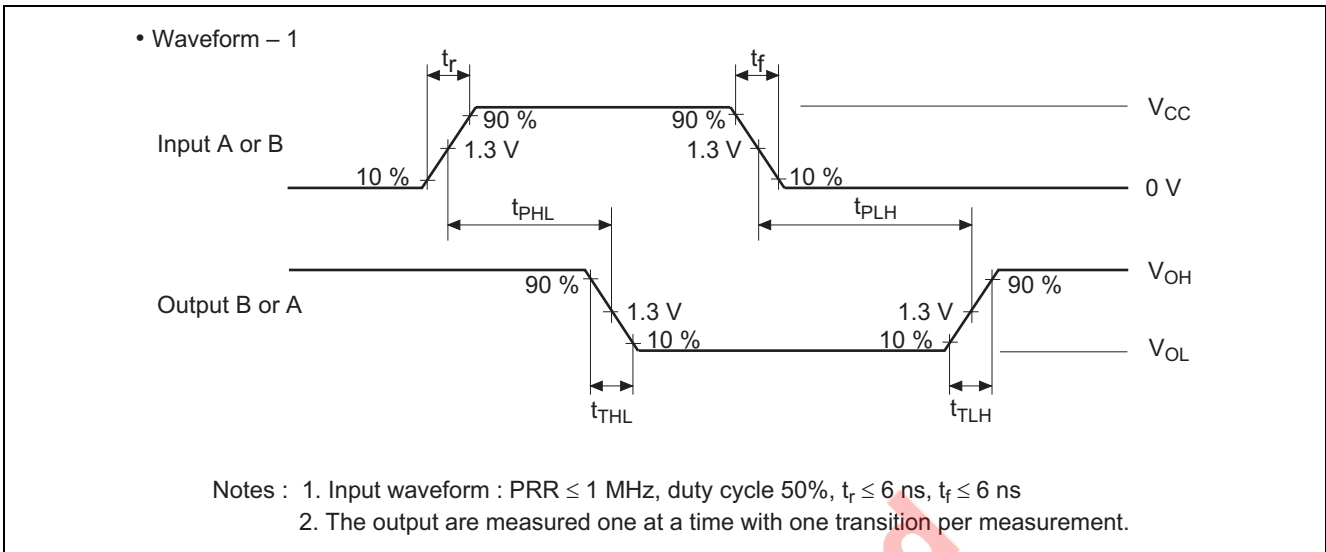 • Waveform – 1
tr
tf
90 %
90 %
VCC
Input A or B
1.3 V
1.3 V
10 %
10 %
0 V
tPHL
tPLH
90 %
90 %
VOH
Output B or A
1.3 V
1.3 V
10 %
10 %
VOL
tTHL
tTLH
Notes : 1. Input waveform : PRR ≤ 1 MHz, duty cycle 50%, tr ≤ 6 ns, tf ≤ 6 ns
2. The output are measured one at a time with one transition per measurement.